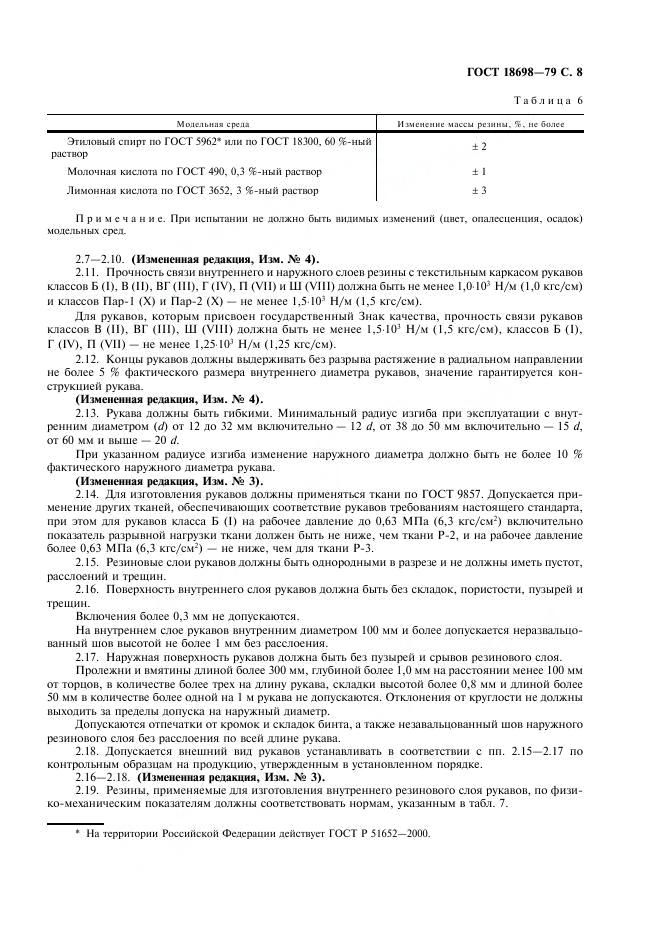 ГОСТ 18698—79 С. 8
Таблица 6
Модельная среда
Изменение массы резины, %, не более
Этиловый спирт по ГОСТ 5962* или по ГОСТ 18300, 60 %-ный
раствор
± 2
Молочная кислота по ГОСТ 490, 0,3 %-ный раствор
± 1
Лимонная кислота по ГОСТ 3652, 3 %-ный раствор
± 3
Примечание. При испытании не должно быть видимых изменений (цвет, опалесценция, осадок)
модельных сред.
2.7—2.10. (Измененная редакция, Изм. № 4).
2.11. Прочность связи внутреннего и наружного слоев резины с текстильным каркасом рукавов
классов Б (I), В (II), ВГ (III), Г (IV), П (VII) и Ш (VIII) должна быть не менее 1,0·10³ Н/м (1,0 кгс/см)
и классов Пар-1 (X) и Пар-2 (X) — не менее 1,5·10³ Н/м (1,5 кгс/см).
Для рукавов, которым присвоен государственный Знак качества, прочность связи рукавов
классов В (II), ВГ (III), Ш (VIII) должна быть не менее 1,5·10³ Н/м (1,5 кгс/см), классов Б (I),
Г (IV), П (VII) — не менее 1,25·10³ Н/м (1,25 кгс/см).
2.12. Концы рукавов должны выдерживать без разрыва растяжение в радиальном направлении
не более 5 % фактического размера внутреннего диаметра рукавов, значение гарантируется кон-
струкцией рукава.
(Измененная редакция, Изм. № 4).
2.13. Рукава должны быть гибкими. Минимальный радиус изгиба при эксплуатации с внут-
ренним диаметром (d) от 12 до 32 мм включительно — 12 d, от 38 до 50 мм включительно — 15 d,
от 60 мм и выше — 20 d.
При указанном радиусе изгиба изменение наружного диаметра должно быть не более 10 %
фактического наружного диаметра рукава.
(Измененная редакция, Изм. № 3).
2.14. Для изготовления рукавов должны применяться ткани по ГОСТ 9857. Допускается при-
менение других тканей, обеспечивающих соответствие рукавов требованиям настоящего стандарта,
при этом для рукавов класса Б (I) на рабочее давление до 0,63 МПа (6,3 кгс/см²) включительно
показатель разрывной нагрузки ткани должен быть не ниже, чем ткани Р-2, и на рабочее давление
более 0,63 МПа (6,3 кгс/см²) — не ниже, чем для ткани Р-3.
2.15. Резиновые слои рукавов должны быть однородными в разрезе и не должны иметь пустот,
расслоений и трещин.
2.16. Поверхность внутреннего слоя рукавов должна быть без складок, пористости, пузырей и
трещин.
Включения более 0,3 мм не допускаются.
На внутреннем слое рукавов внутренним диаметром 100 мм и более допускается неразвальцо-
ванный шов высотой не более 1 мм без расслоения.
2.17. Наружная поверхность рукавов должна быть без пузырей и срывов резинового слоя.
Пролежни и вмятины длиной более 300 мм, глубиной более 1,0 мм на расстоянии менее 100 мм
от торцов, в количестве более трех на длину рукава, складки высотой более 0,8 мм и длиной более
50 мм в количестве более одной на 1 м рукава не допускаются. Отклонения от круглости не должны
выходить за пределы допуска на наружный диаметр.
Допускаются отпечатки от кромок и складок бинта, а также незавальцованный шов наружного
резинового слоя без расслоения по всей длине рукава.
2.18. Допускается внешний вид рукавов устанавливать в соответствии с пп. 2.15—2.17 по
контрольным образцам на продукцию, утвержденным в установленном порядке.
2.16—2.18. (Измененная редакция, Изм. № 3).
2.19. Резины, применяемые для изготовления внутреннего резинового слоя рукавов, по физи-
ко-механическим показателям должны соответствовать нормам, указанным в табл. 7.
* На территории Российской Федерации действует ГОСТ Р 51652—2000.